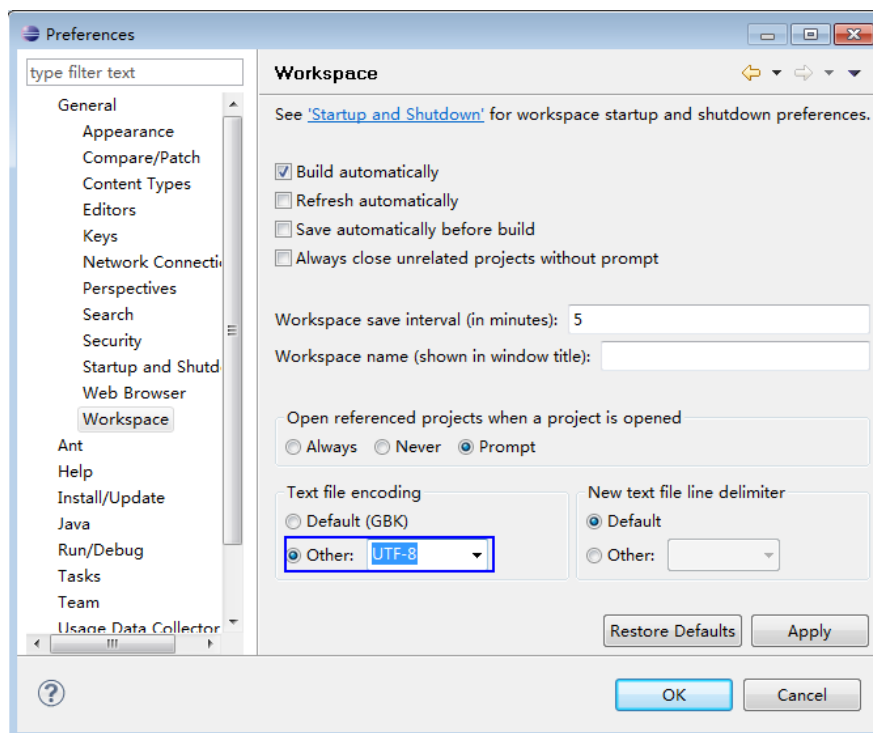 Preferences
type filter text
Workspace
General
Appearance
Compare/Patch
Content Types
Editors
Keys
Network Connecti
Perspectives
Search
Security
Startup and Shutd
Web Browser
Workspace
Ant
Help
Install/Update
Java
Run/Debug
Tasks
Team
Usage Data Collector
See 'Startup and Shutdown' for workspace startup and shutdown preferences.
Build automatically
Refresh automatically
Save automatically before build
Always close unrelated projects without prompt
Workspace save interval (in minutes): 5
Workspace name (shown in window title):
Open referenced projects when a project is opened
Always Never Prompt
Text file encoding
Default (GBK)
Other: UTF-8
New text file line delimiter
Default
Other:
Restore Defaults Apply
? OK Cancel